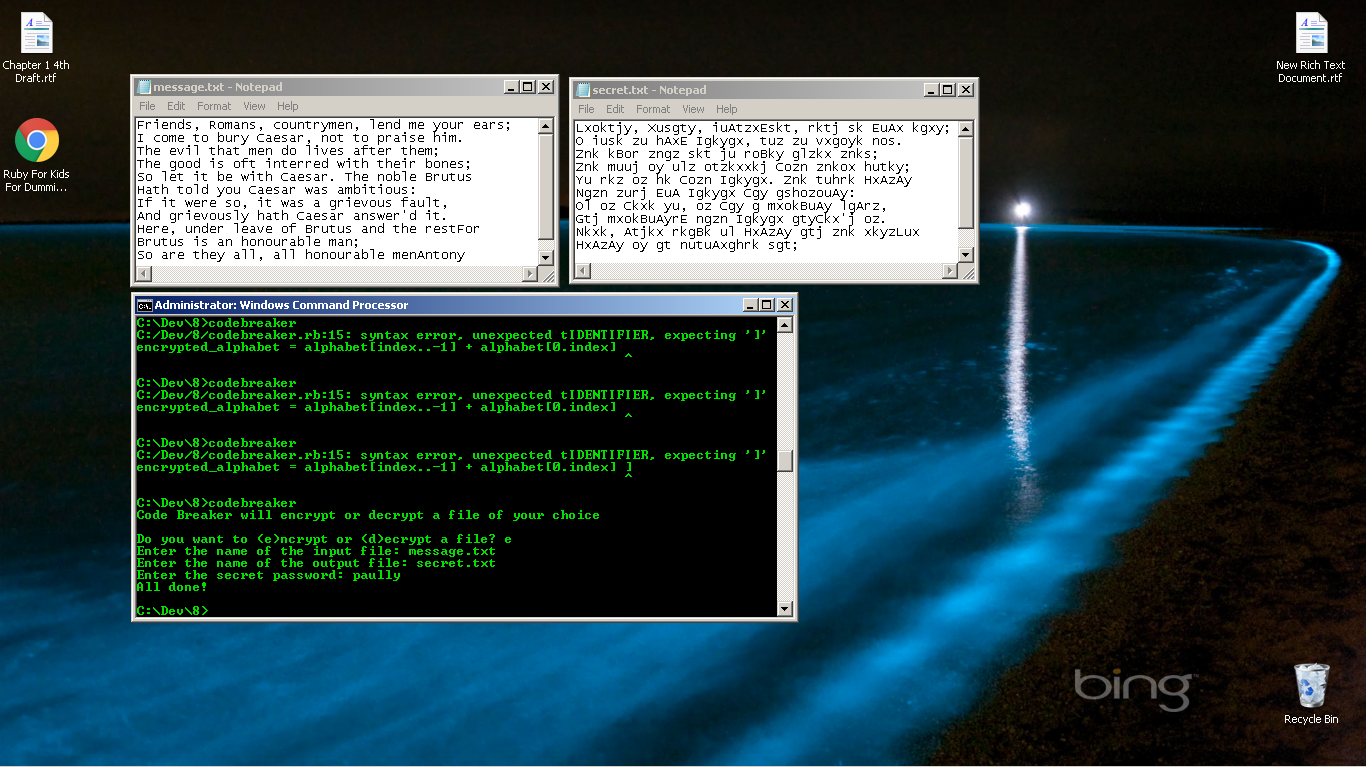 Chapter 1 4th
Draft.rtf
Ruby For Kids
For Dummi...
New Rich Text
Document.rtf
message.txt - Notepad
File Edit Format View Help
Friends, Romans, countrymen, lend me your ears;
I come to bury Caesar, not to praise him.
The evil that men do lives after them;
The good is oft interred with their bones;
So let it be with Caesar. The noble Brutus
Hath told you Caesar was ambitious:
If it were so, it was a grievous fault,
And grievously hath Caesar answer'd it.
Here, under leave of Brutus and the restFor
Brutus is an honourable man;
So are they all, all honourable menAntony
secret.txt - Notepad
File Edit Format View Help
Lxoktjy, Xusgty, iuAtzxEskt, rktj sk EuAx kgxy;
O iusk zu hAxE Igkygx, tuz zu vxgoyk nos.
Znk kBor zngz skt ju roBky glzkx znks;
Znk muuj oy ulz otzkxxkj Cozn znkox hutky;
Yu rkz oz hk Cozn Igkygx. Znk tuhrk HxAzAy
Ngzn zurj EuA Igkygx Cgy gshozouAy:
Ol oz Ckxk yu, oz Cgy g mxokBuAy lgArz,
Gtj mxokBuAyrE ngzn Igkygx gtyCkx'j oz.
Nkxk, Atjkx rkgBk ul HxAzAy gtj znk xkyzLux
HxAzAy oy gt nutuAxghrk sgt;
Administrator: Windows Command Processor
C:\Dev\8>codebreaker
C:/Dev/8/codebreaker.rb:15: syntax error, unexpected tIDENTIFIER, expecting ']'
encrypted_alphabet = alphabet[index..-1] + alphabet[0.index]
^
C:\Dev\8>codebreaker
C:/Dev/8/codebreaker.rb:15: syntax error, unexpected tIDENTIFIER, expecting ']'
encrypted_alphabet = alphabet[index..-1] + alphabet[0.index]
^
C:\Dev\8>codebreaker
C:/Dev/8/codebreaker.rb:15: syntax error, unexpected tIDENTIFIER, expecting ']'
encrypted_alphabet = alphabet[index..-1] + alphabet[0.index] ]
^
C:\Dev\8>codebreaker
Code Breaker will encrypt or decrypt a file of your choice
Do you want to (e)ncrypt or (d)ecrypt a file? e
Enter the name of the input file: message.txt
Enter the name of the output file: secret.txt
Enter the secret password: paully
All done!
C:\Dev\8>
bing
Recycle Bin